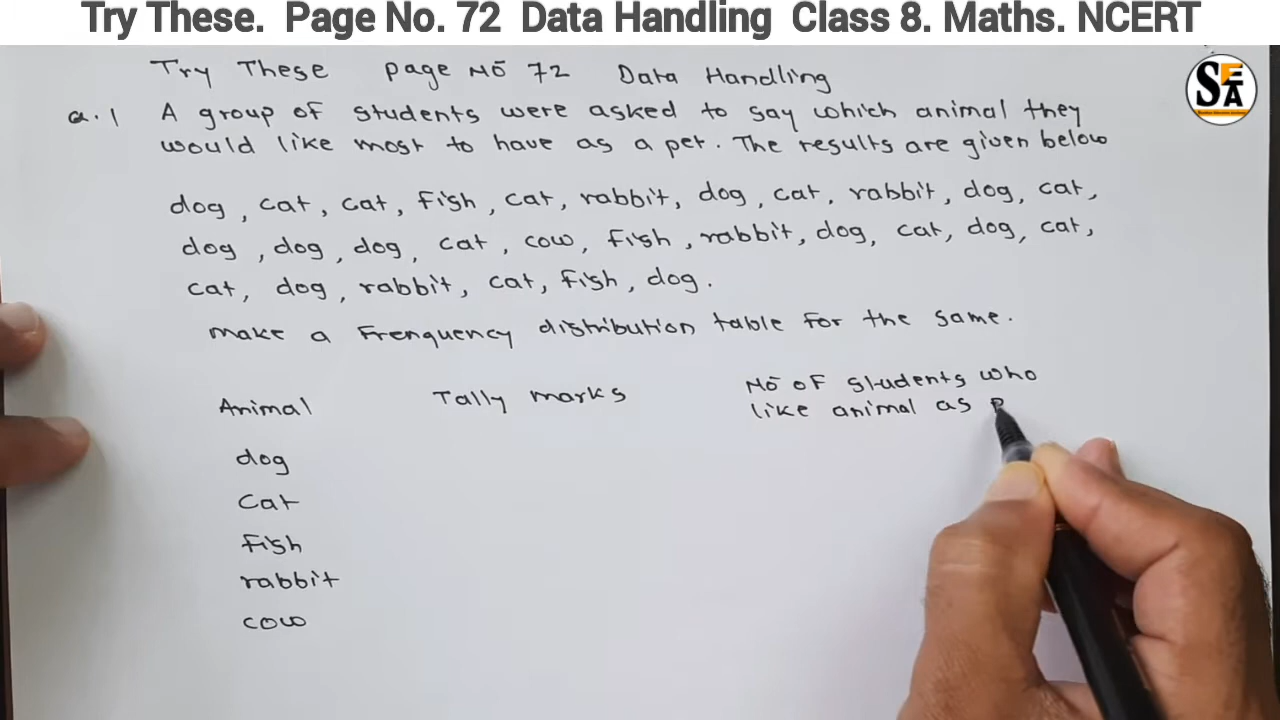 Try These. Page No. 72 Data Handling Class 8. Maths. NCERT
Try These Page No 72 Data Handling
Q.1 A group of students were asked to say which animal they
would like most to have as a pet. The results are given below
dog, cat, cat, fish, cat, rabbit, dog, cat, rabbit, dog, cat,
dog, dog, dog, cat, cow, fish, rabbit, dog, cat, dog, cat,
cat, dog, rabbit, cat, fish, dog.
make a Frenquency distribution table for the same.
Animal Tally marks No of students who
like animal as P
dog
cat
fish
rabbit
cow
SEA